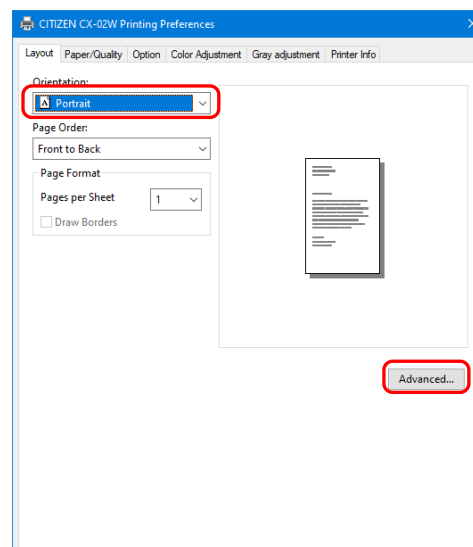 CITIZEN CX-02W Printing Preferences
Layout Paper/Quality Option Color Adjustment Gray adjustment Printer Info
Orientation:
A Portrait
Page Order:
Front to Back
Page Format
Pages per Sheet 1
Draw Borders
Advanced...